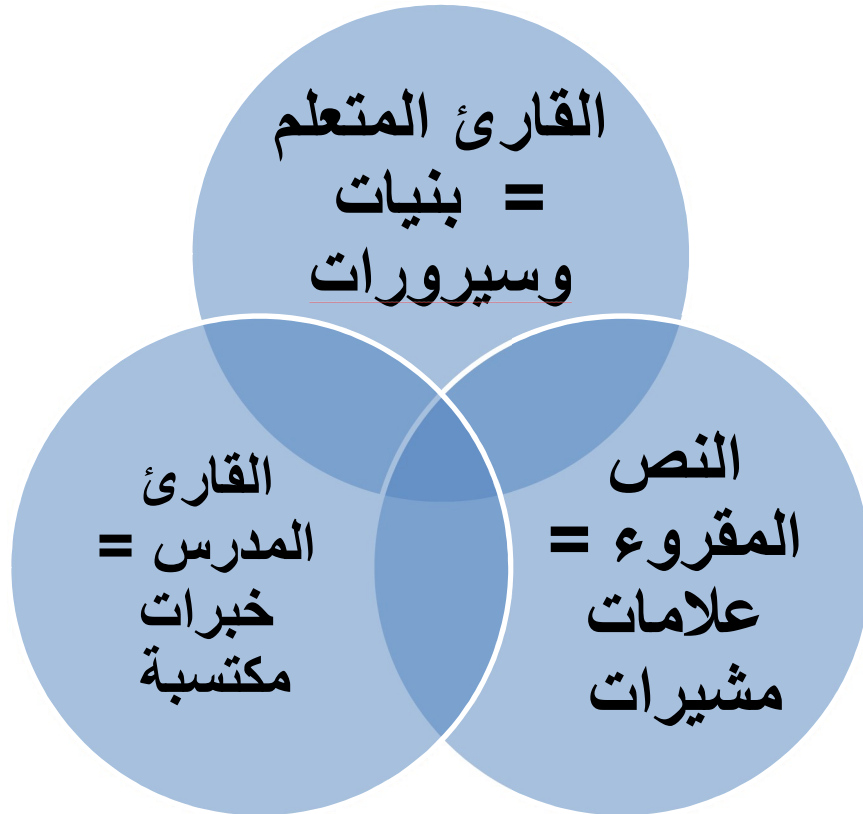 القارئ المتعلم
= بنيات
وسيرورات
النص
المقروء =
علامات
مشيرات
القارئ
المدرس =
خبرات
مكتسبة